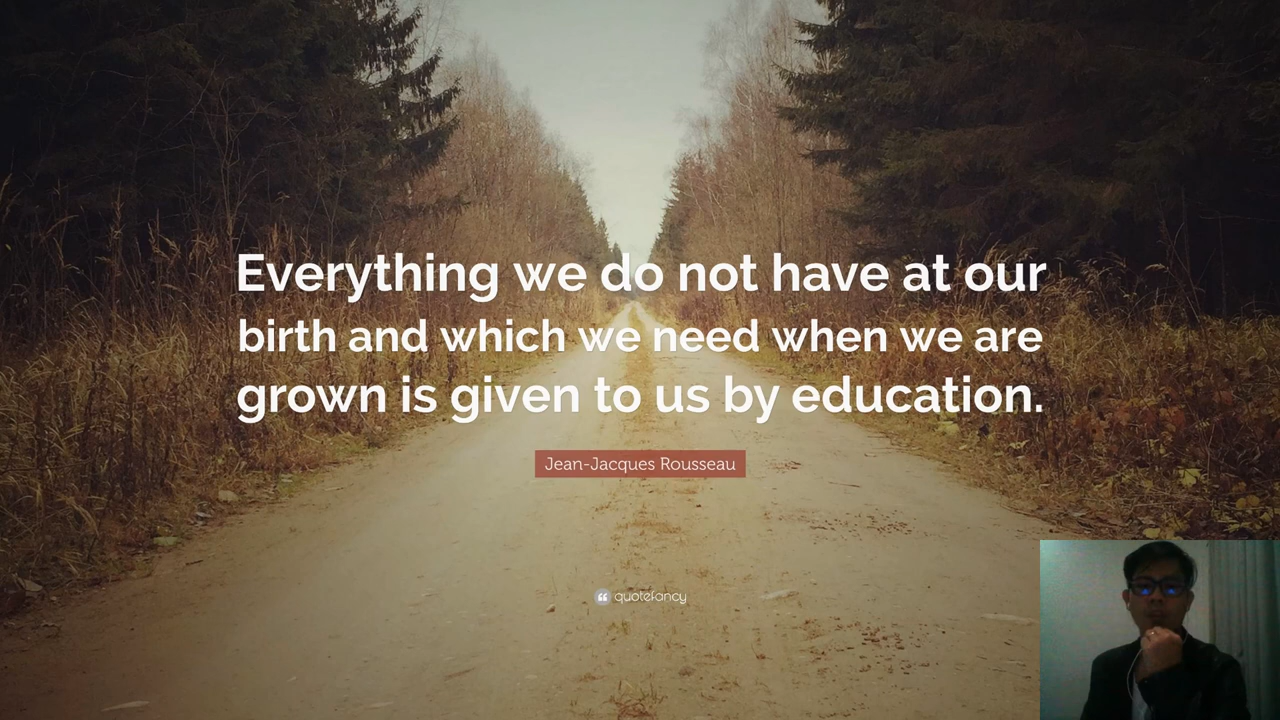 Everything we do not have at our
birth and which we need when we are
grown is given to us by education.
Jean-Jacques Rousseau
quotefancy